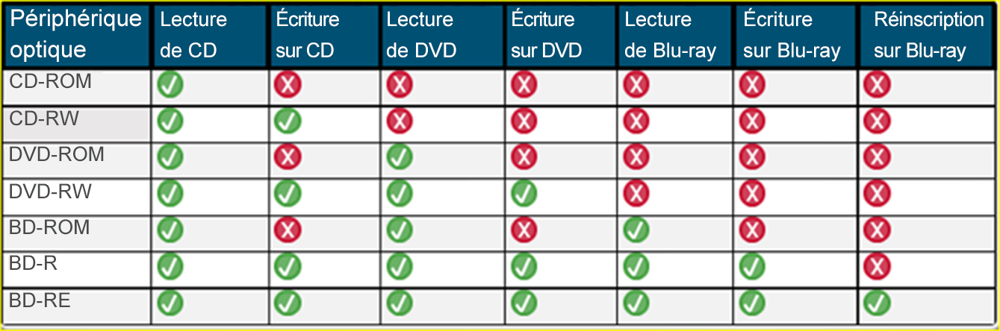 Périphérique optique
Lecture de CD
Écriture sur CD
Lecture de DVD
Écriture sur DVD
Lecture de Blu-ray
Écriture sur Blu-ray
Réinscription sur Blu-ray
CD-ROM
CD-RW
DVD-ROM
DVD-RW
BD-ROM
BD-R
BD-RE